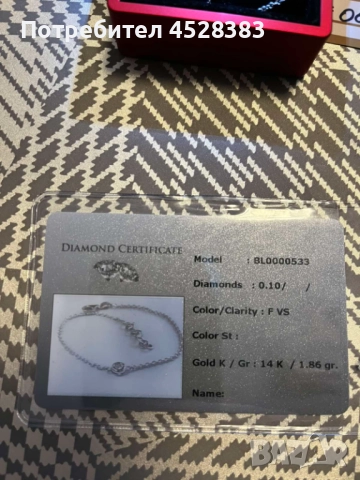 Потребител 4528383
DIAMOND CERTIFICATE
Model : BL0000533
Diamonds : 0.10/ /
Color/Clarity : F VS
Color St :
Gold K / Gr : 14 K / 1.86 gr.
Name:
bazar